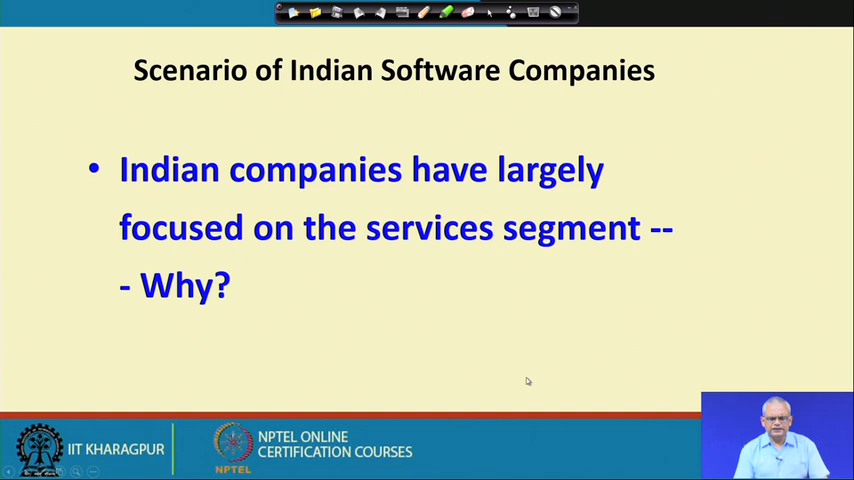 Scenario of Indian Software Companies
• Indian companies have largely
focused on the services segment --
- Why?
IIT KHARAGPUR
NPTEL
NPTEL ONLINE
CERTIFICATION COURSES